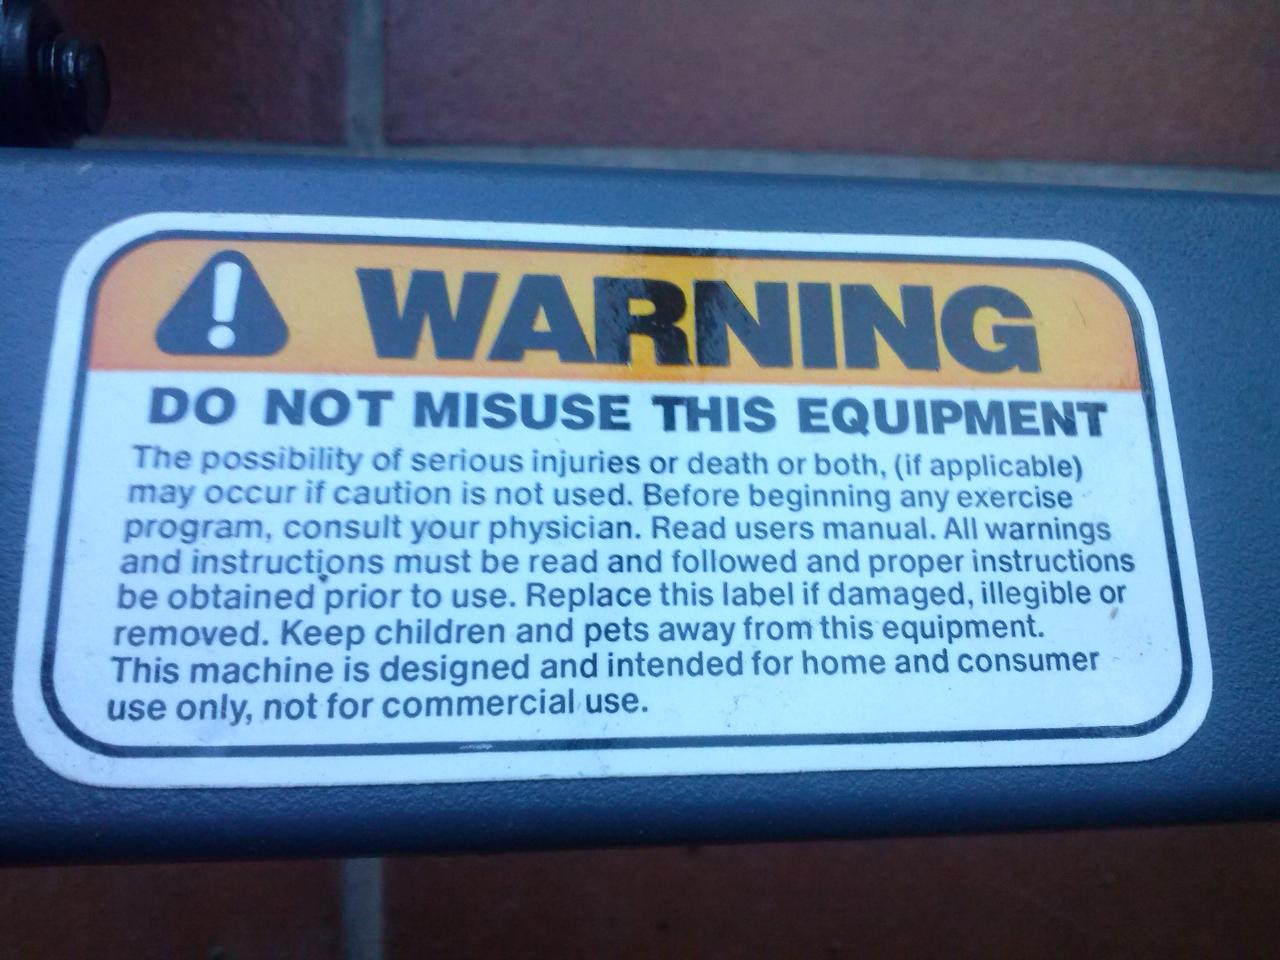 WARNING
DO NOT MISUSE THIS EQUIPMENT
The possibility of serious injuries or death or both, (if applicable)
may occur if caution is not used. Before beginning any exercise
program, consult your physician. Read users manual. All warnings
and instructions must be read and followed and proper instructions
be obtained prior to use. Replace this label if damaged, illegible or
removed. Keep children and pets away from this equipment.
This machine is designed and intended for home and consumer
use only, not for commercial use.